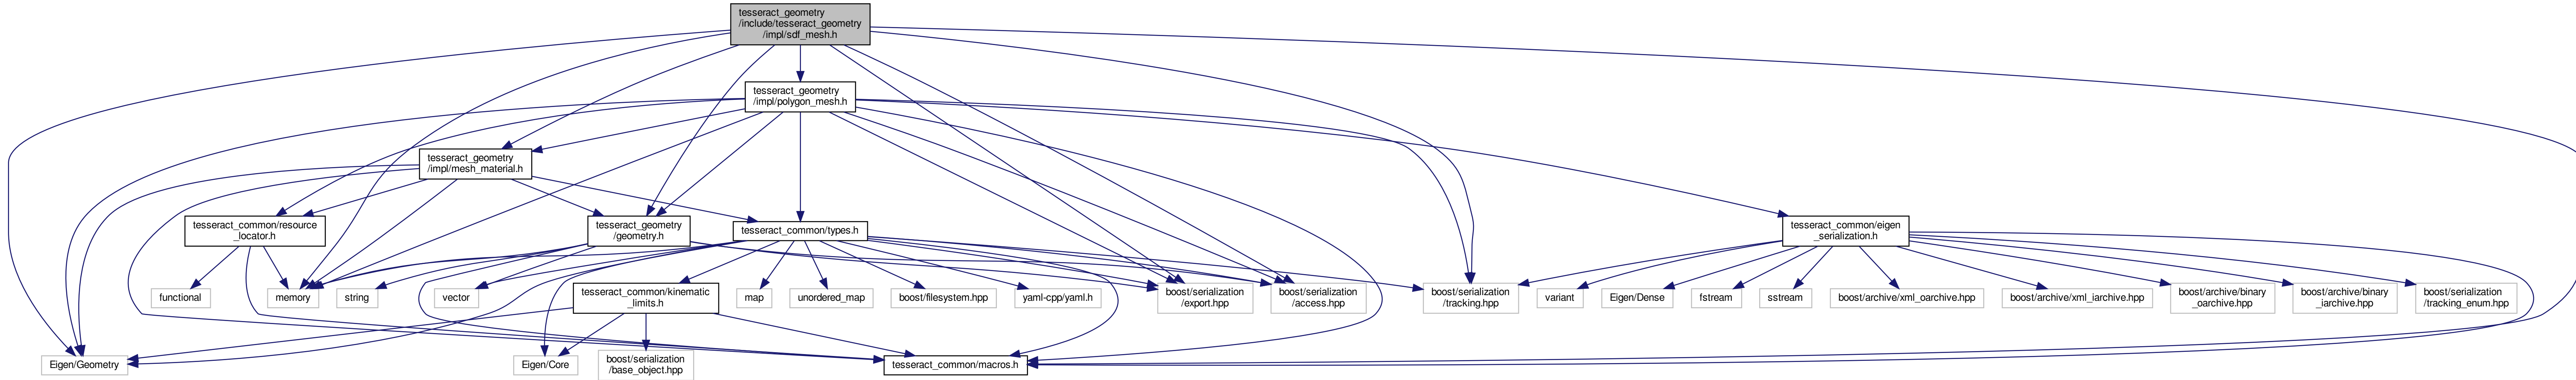 tesseract_geometry
/include/tesseract_geometry
/impl/sdf_mesh.h
tesseract_geometry
/impl/polygon_mesh.h
tesseract_geometry
/impl/mesh_material.h
tesseract_common/resource
_locator.h
tesseract_geometry
/geometry.h
tesseract_common/types.h
tesseract_common/eigen
_serialization.h
functional
memory
string
vector
tesseract_common/kinematic
_limits.h
map
unordered_map
boost/filesystem.hpp
yaml-cpp/yaml.h
boost/serialization
/export.hpp
boost/serialization
/access.hpp
boost/serialization
/tracking.hpp
variant
Eigen/Dense
fstream
sstream
boost/archive/xml_oarchive.hpp
boost/archive/xml_iarchive.hpp
boost/archive/binary
_oarchive.hpp
boost/archive/binary
_iarchive.hpp
boost/serialization
/tracking_enum.hpp
Eigen/Geometry
Eigen/Core
boost/serialization
/base_object.hpp
tesseract_common/macros.h